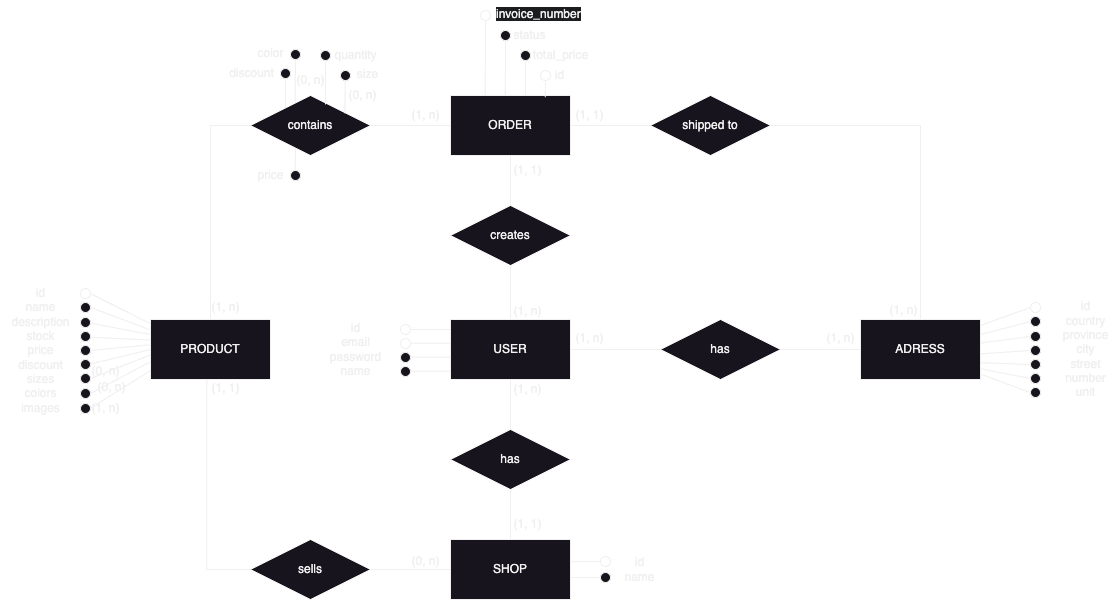 invoice_number
status
color
quantity
total_price
discount
(0, n)
size
id
(0, n)
contains
(1, n)
ORDER
(1, 1)
shipped to
price
(1, 1)
creates
id
name
description
stock
price
discount
(0, n)
sizes
(0, n)
colors
images
(1, n)
(1, n)
PRODUCT
(1, 1)
(1, n)
id
email
password
name
USER
(1, n)
(1, n)
has
(1, n)
(1, n)
ADRESS
id
country
province
city
street
number
unit
has
(1, 1)
sells
(0, n)
SHOP
id
name